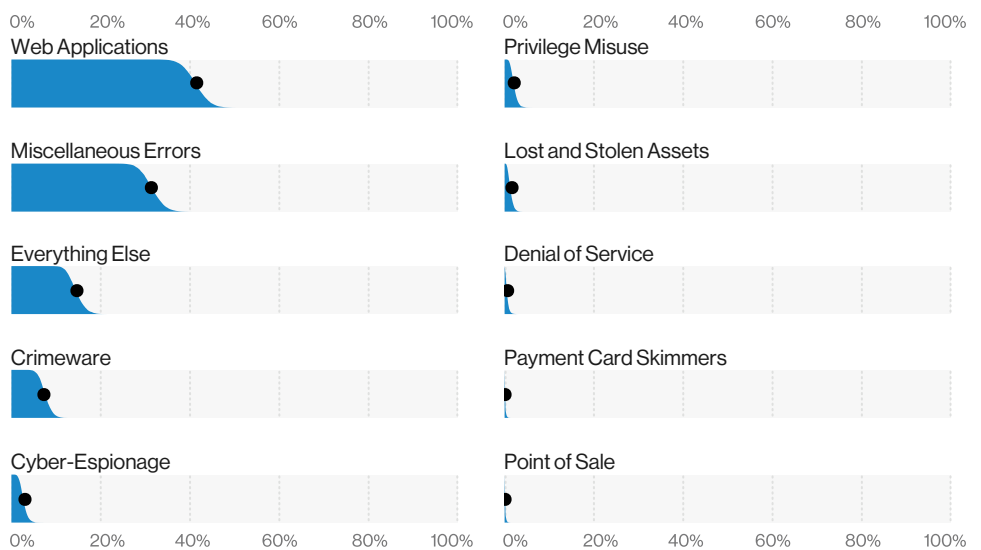 0% 20% 40% 60% 80% 100%
0% 20% 40% 60% 80% 100%
Web Applications
Privilege Misuse
Miscellaneous Errors
Lost and Stolen Assets
Everything Else
Denial of Service
Crimeware
Payment Card Skimmers
Cyber-Espionage
Point of Sale
0% 20% 40% 60% 80% 100%
0% 20% 40% 60% 80% 100%